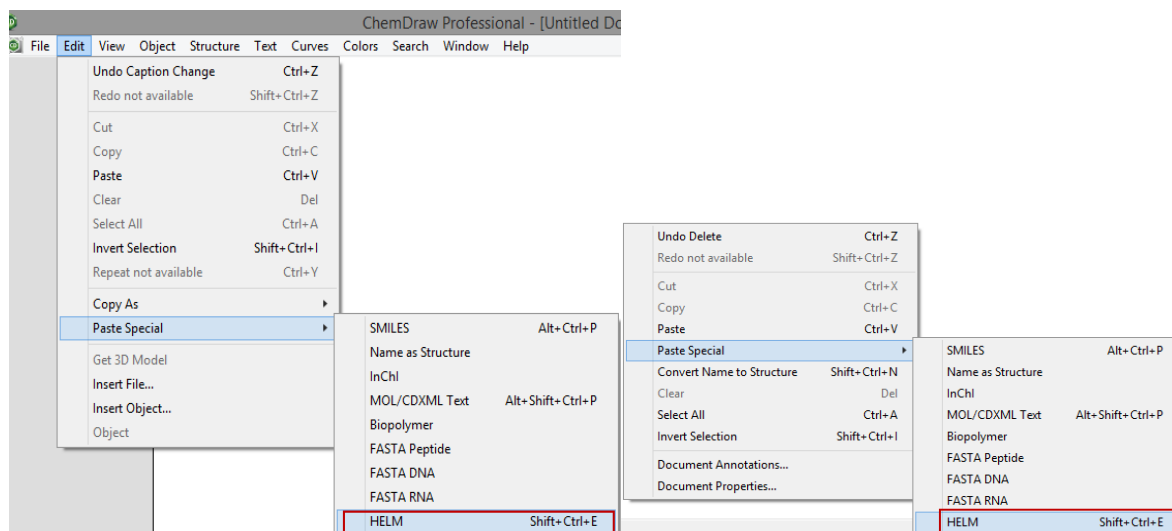 ChemDraw Professional - [Untitled Do
File Edit View Object Structure Text Curves Colors Search Window Help
Undo Caption Change Ctrl+Z
Redo not available Shift+Ctrl+Z
Cut Ctrl+X
Copy Ctrl+C
Paste Ctrl+V
Clear Del
Select All Ctrl+A
Invert Selection Shift+Ctrl+I
Repeat not available Ctrl+Y
Copy As
Paste Special
Get 3D Model
Insert File...
Insert Object...
Object
SMILES Alt+Ctrl+P
Name as Structure
InChI
MOL/CDXML Text Alt+Shift+Ctrl+P
Biopolymer
FASTA Peptide
FASTA DNA
FASTA RNA
HELM Shift+Ctrl+E
Undo Delete Ctrl+Z
Redo not available Shift+Ctrl+Z
Cut Ctrl+X
Copy Ctrl+C
Paste Ctrl+V
Paste Special
Convert Name to Structure Shift+Ctrl+N
Clear Del
Select All Ctrl+A
Invert Selection Shift+Ctrl+I
Document Annotations...
Document Properties...
SMILES Alt+Ctrl+P
Name as Structure
InChI
MOL/CDXML Text Alt+Shift+Ctrl+P
Biopolymer
FASTA Peptide
FASTA DNA
FASTA RNA
HELM Shift+Ctrl+E